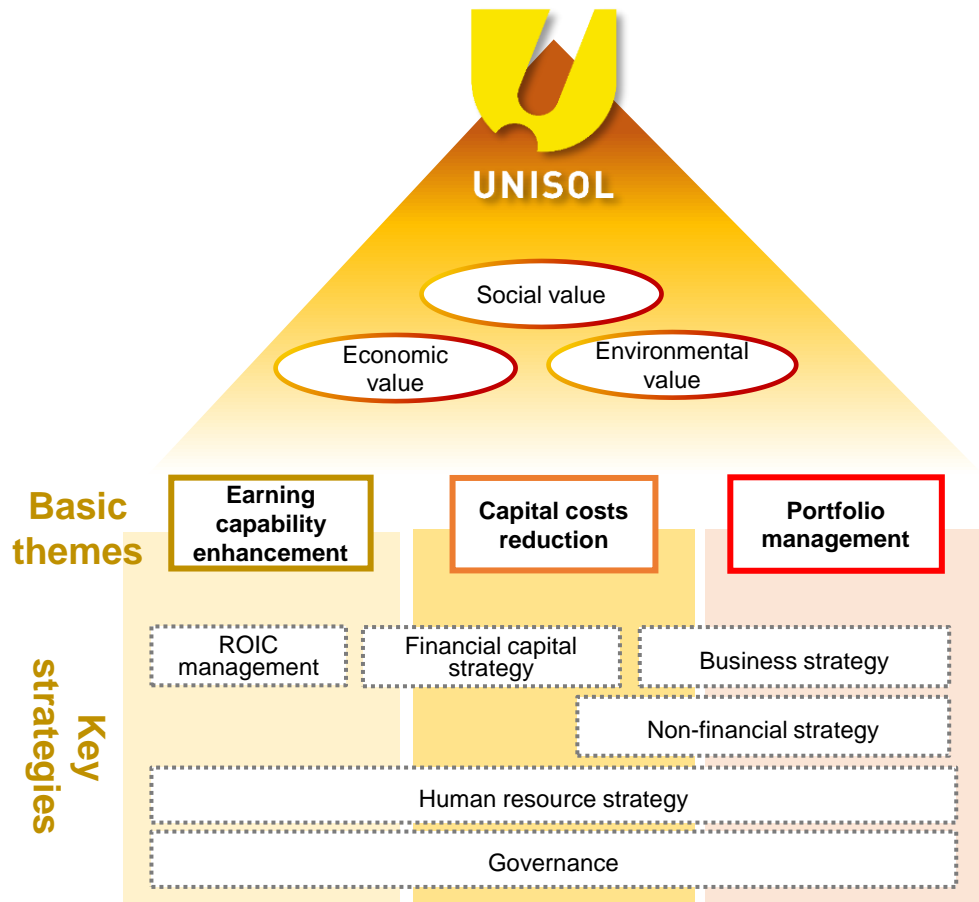 UNISOL
Social value
Economic
value
Environmental
value
Basic
themes
Earning
capability
enhancement
Capital costs
reduction
Portfolio
management
Key
strategies
ROIC
management
Financial capital
strategy
Business strategy
Non-financial strategy
Human resource strategy
Governance